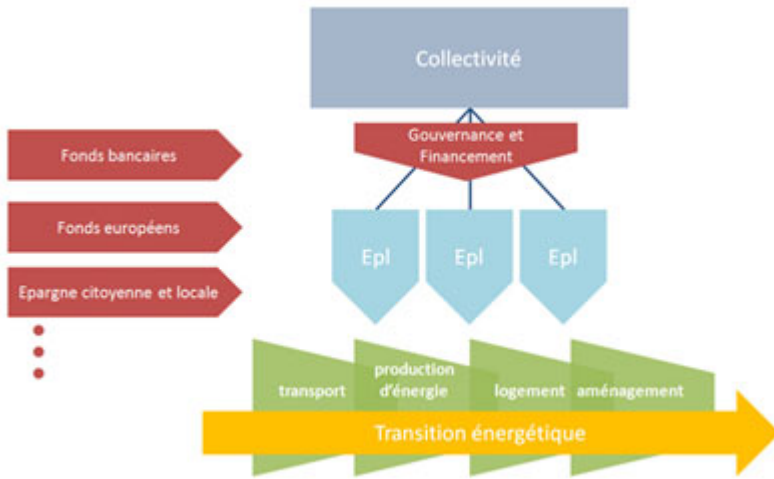 Collectivité
Gouvernance et
Financement
Fonds bancaires
Fonds européens
Epargne citoyenne et locale
Epl
Epl
Epl
transport
production
d'énergie
logement
aménagement
Transition énergétique